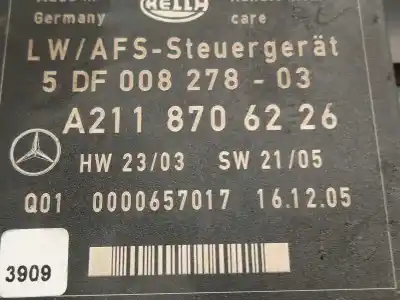 Germany
HELLA
care
LW/AFS-Steuergerät
5 DF 008 278 - 03
A211 870 62 26
HW 23/03 SW 21/05
Q01 0000657017 16.12.05
3909